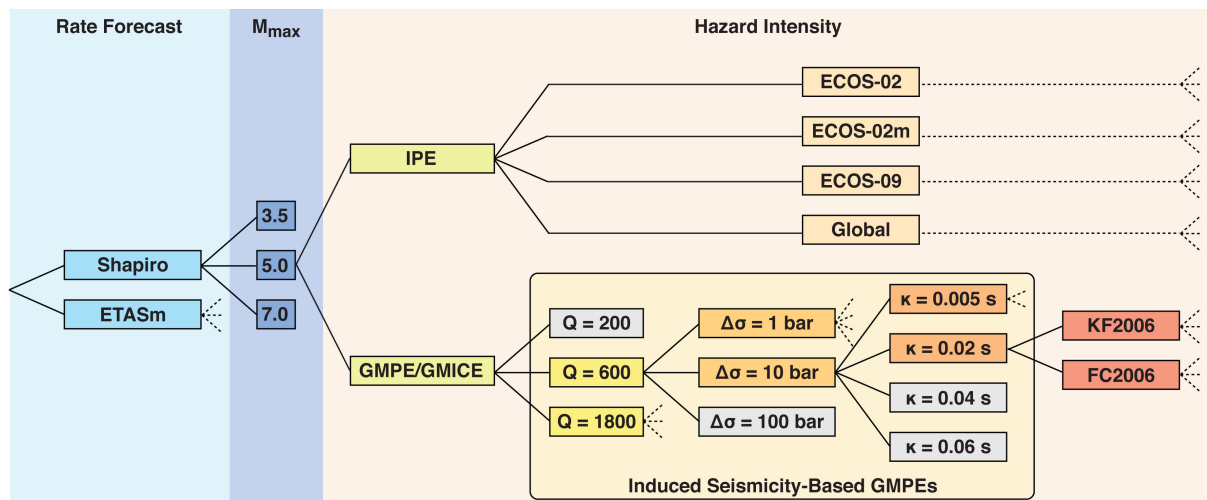 Rate Forecast
Mmax
Hazard Intensity
ECOS-02
ECOS-02m
IPE
ECOS-09
3.5
Global
Shapiro
5.0
ETASm
7.0
κ = 0.005 s
Q = 200
Δσ = 1 bar
KF2006
κ = 0.02 s
GMPE/GMICE
Q = 600
Δσ = 10 bar
FC2006
κ = 0.04 s
Q = 1800
Δσ = 100 bar
κ = 0.06 s
Induced Seismicity-Based GMPEs